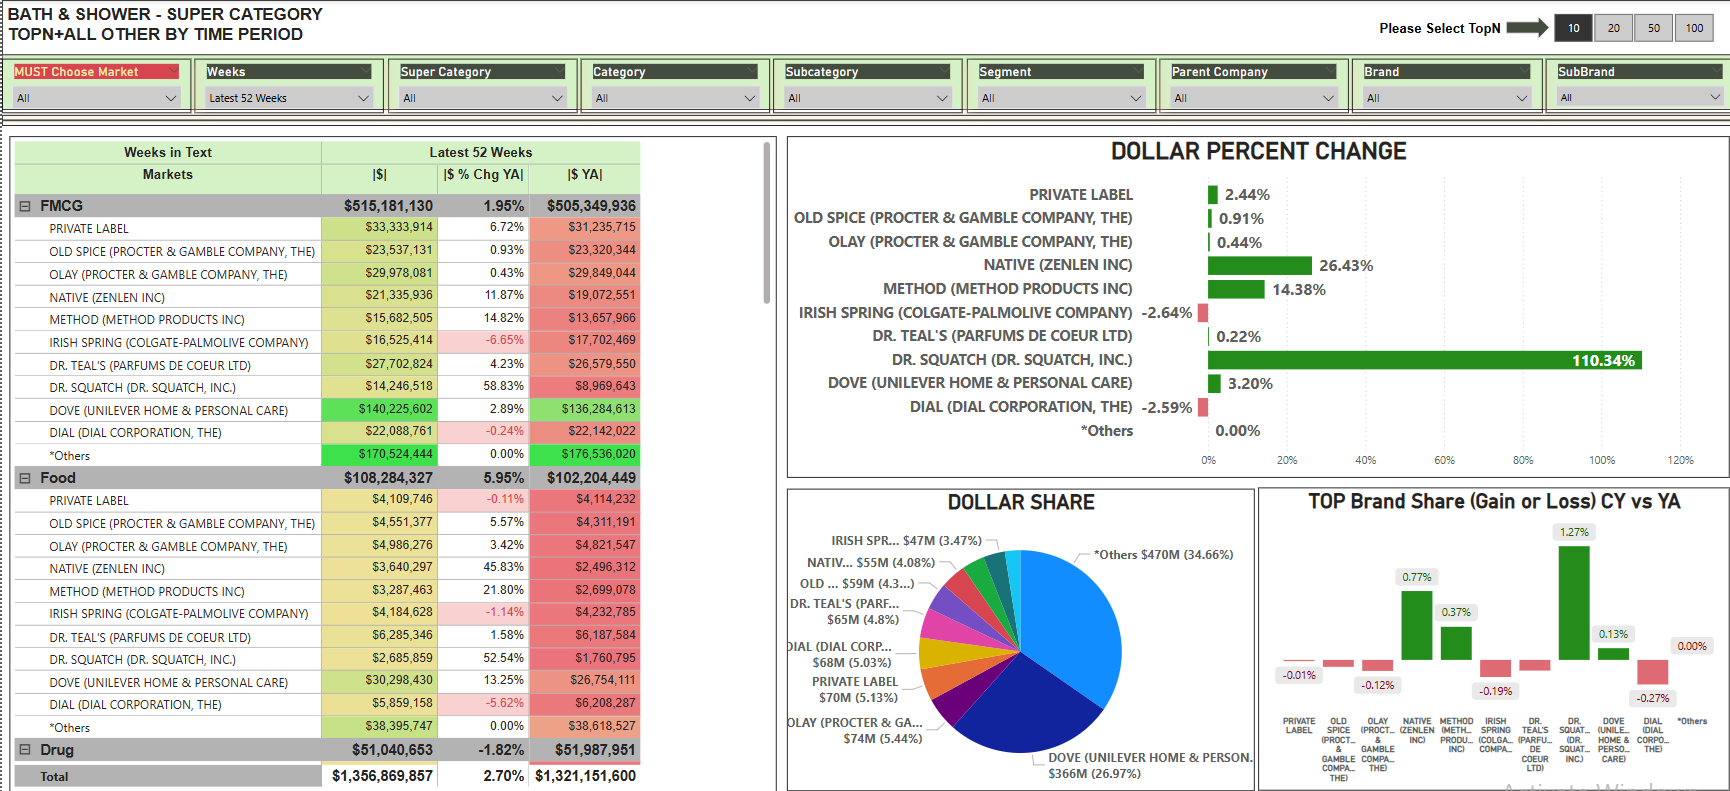 BATH & SHOWER - SUPER CATEGORY
TOPN+ALL OTHER BY TIME PERIOD
Please Select TopN
10 20 50 100
MUST Choose Market Weeks Super Category Category Subcategory Segment Parent Company Brand SubBrand
All Latest 52 Weeks All All All All All All All
Weeks in Text Latest 52 Weeks
Markets |$| |$ % Chg YA| |$ YA|
FMCG $515,181,130 1.95% $505,349,936
PRIVATE LABEL $33,333,914 6.72% $31,235,715
OLD SPICE (PROCTER & GAMBLE COMPANY, THE) $23,537,131 0.93% $23,320,344
OLAY (PROCTER & GAMBLE COMPANY, THE) $29,978,081 0.43% $29,849,044
NATIVE (ZENLEN INC) $21,335,936 11.87% $19,072,551
METHOD (METHOD PRODUCTS INC) $15,682,505 14.82% $13,657,966
IRISH SPRING (COLGATE-PALMOLIVE COMPANY) $16,525,414 -6.65% $17,702,469
DR. TEAL'S (PARFUMS DE COEUR LTD) $27,702,824 4.23% $26,579,550
DR. SQUATCH (DR. SQUATCH, INC.) $14,246,518 58.83% $8,969,643
DOVE (UNILEVER HOME & PERSONAL CARE) $140,225,602 2.89% $136,284,613
DIAL (DIAL CORPORATION, THE) $22,088,761 -0.24% $22,142,022
*Others $170,524,444 0.00% $176,536,020
Food $108,284,327 5.95% $102,204,449
PRIVATE LABEL $4,109,746 -0.11% $4,114,232
OLD SPICE (PROCTER & GAMBLE COMPANY, THE) $4,551,377 5.57% $4,311,191
OLAY (PROCTER & GAMBLE COMPANY, THE) $4,986,276 3.42% $4,821,547
NATIVE (ZENLEN INC) $3,640,297 45.83% $2,496,312
METHOD (METHOD PRODUCTS INC) $3,287,463 21.80% $2,699,078
IRISH SPRING (COLGATE-PALMOLIVE COMPANY) $4,184,628 -1.14% $4,232,785
DR. TEAL'S (PARFUMS DE COEUR LTD) $6,285,346 1.58% $6,187,584
DR. SQUATCH (DR. SQUATCH, INC.) $2,685,859 52.54% $1,760,795
DOVE (UNILEVER HOME & PERSONAL CARE) $30,298,430 13.25% $26,754,111
DIAL (DIAL CORPORATION, THE) $5,859,158 -5.62% $6,208,287
*Others $38,395,747 0.00% $38,618,527
Drug $51,040,653 -1.82% $51,987,951
Total $1,356,869,857 2.70% $1,321,151,600
DOLLAR PERCENT CHANGE
PRIVATE LABEL 2.44%
OLD SPICE (PROCTER & GAMBLE COMPANY, THE) 0.91%
OLAY (PROCTER & GAMBLE COMPANY, THE) 0.44%
NATIVE (ZENLEN INC) 26.43%
METHOD (METHOD PRODUCTS INC) 14.38%
IRISH SPRING (COLGATE-PALMOLIVE COMPANY) -2.64%
DR. TEAL'S (PARFUMS DE COEUR LTD) 0.22%
DR. SQUATCH (DR. SQUATCH, INC.) 110.34%
DOVE (UNILEVER HOME & PERSONAL CARE) 3.20%
DIAL (DIAL CORPORATION, THE) -2.59%
*Others 0.00%
0% 20% 40% 60% 80% 100% 120%
DOLLAR SHARE
IRISH SPR... $47M (3.47%)
NATIV... $55M (4.08%)
OLD ... $59M (4.3...)
DR. TEAL'S (PARF...
$65M (4.8%)
DIAL (DIAL CORP...
$68M (5.03%)
PRIVATE LABEL
$70M (5.13%)
OLAY (PROCTER & GA...
$74M (5.44%)
*Others $470M (34.66%)
DOVE (UNILEVER HOME & PERSON.
$366M (26.97%)
TOP Brand Share (Gain or Loss) CY vs YA
-0.01% -0.12% 0.77% 0.37% -0.19% 1.27% 0.13% -0.27% 0.00%
PRIVATE OLD OLAY NATIVE METHOD IRISH DR. DR. DOVE DIAL *Others
LABEL SPICE (PROCT... (ZENLEN (METH... SPRING TEAL'S SQUAT... (UNILE... (DIAL
(PROCT... & INC) PRODU... (COLGA... (PARFU... (DR. HOME & CORPO...
& GAMBLE INC) COMPA... DE SQUAT... PERSO... THE)
GAMBLE COMPA... COEUR INC.) CARE)
COMPA... THE) LTD)
THE)